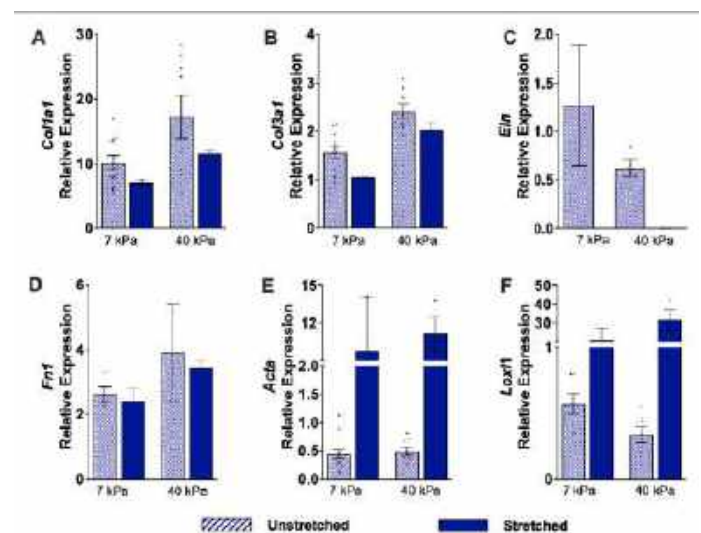 A
Col1a1
Relative Expression
30
20
10
0
7 kPa
40 kPa
B
Col3a1
Relative Expression
4
3
2
1
0
7 kPa
40 kPa
C
Eln
Relative Expression
2.0
1.5
1.0
0.5
0.0
7 kPa
40 kPa
D
Fn1
Relative Expression
6
4
2
0
7 kPa
40 kPa
E
Acta
Relative Expression
15
12
2.0
1.5
1.0
0.5
0.0
7 kPa
40 kPa
F
Loxl1
Relative Expression
50
40
30
1
0
7 kPa
40 kPa
Unstretched
Stretched